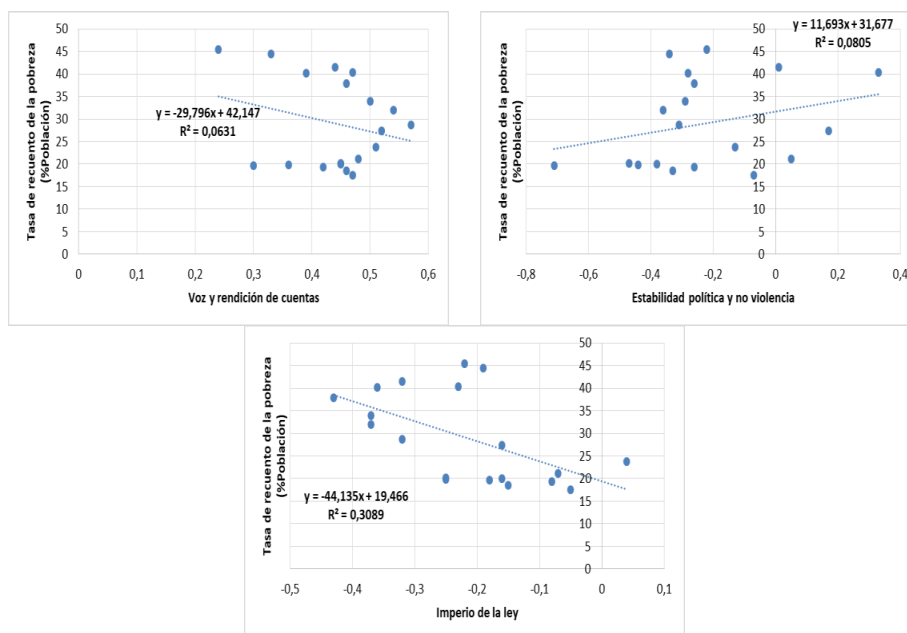 50
45
40
35
30
25
20
15
10
5
0
Tasa de recuento de la pobreza
(%Población)
y = -29,796x + 42,147
R² = 0,0631
0 0,1 0,2 0,3 0,4 0,5 0,6
Voz y rendición de cuentas
y = 11,693x + 31,677
R² = 0,0805
50
45
40
35
30
25
20
15
10
5
0
Tasa de recuento de la pobreza
(%Población)
-0,8 -0,6 -0,4 -0,2 0 0,2 0,4
Estabilidad política y no violencia
50
45
40
35
30
25
20
15
10
5
0
Tasa de recuento de la pobreza
(%Población)
y = -44,135x + 19,466
R² = 0,3089
-0,5 -0,4 -0,3 -0,2 -0,1 0 0,1
Imperio de la ley